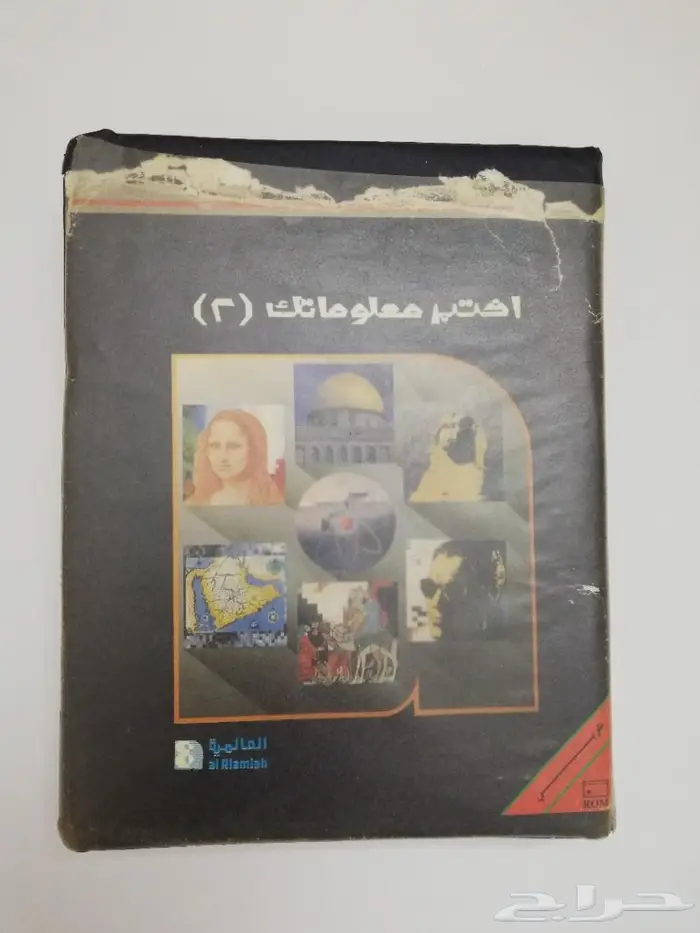 اختبر معلوماتك (٢)
العالمية
al Alamiah
ROM
حراج